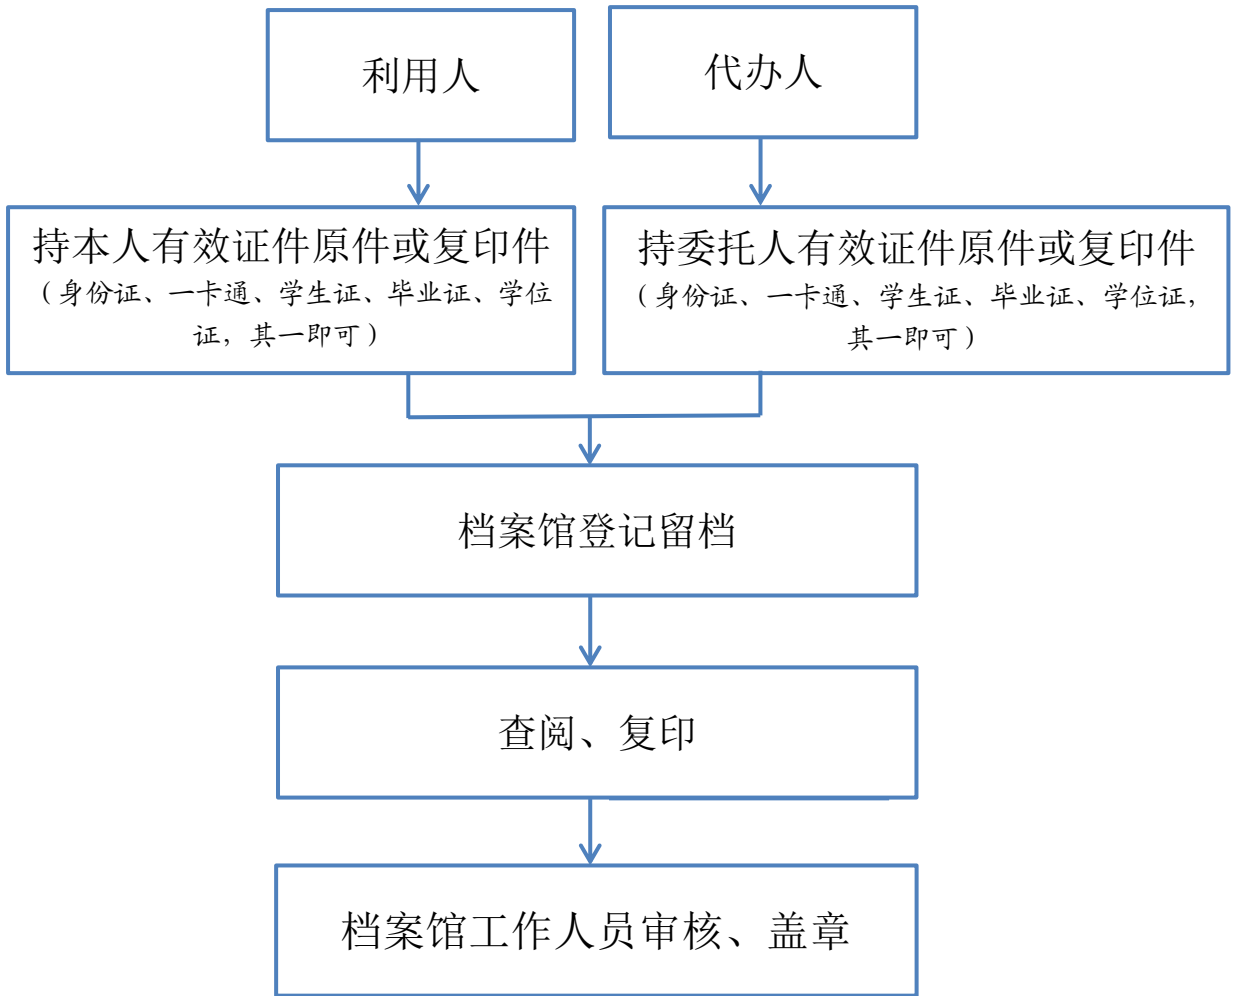 利用人
代办人
持本人有效证件原件或复印件
（身份证、一卡通、学生证、毕业证、学位
证，其一即可）
持委托人有效证件原件或复印件
（身份证、一卡通、学生证、毕业证、学位证，
其一即可）
档案馆登记留档
查阅、复印
档案馆工作人员审核、盖章